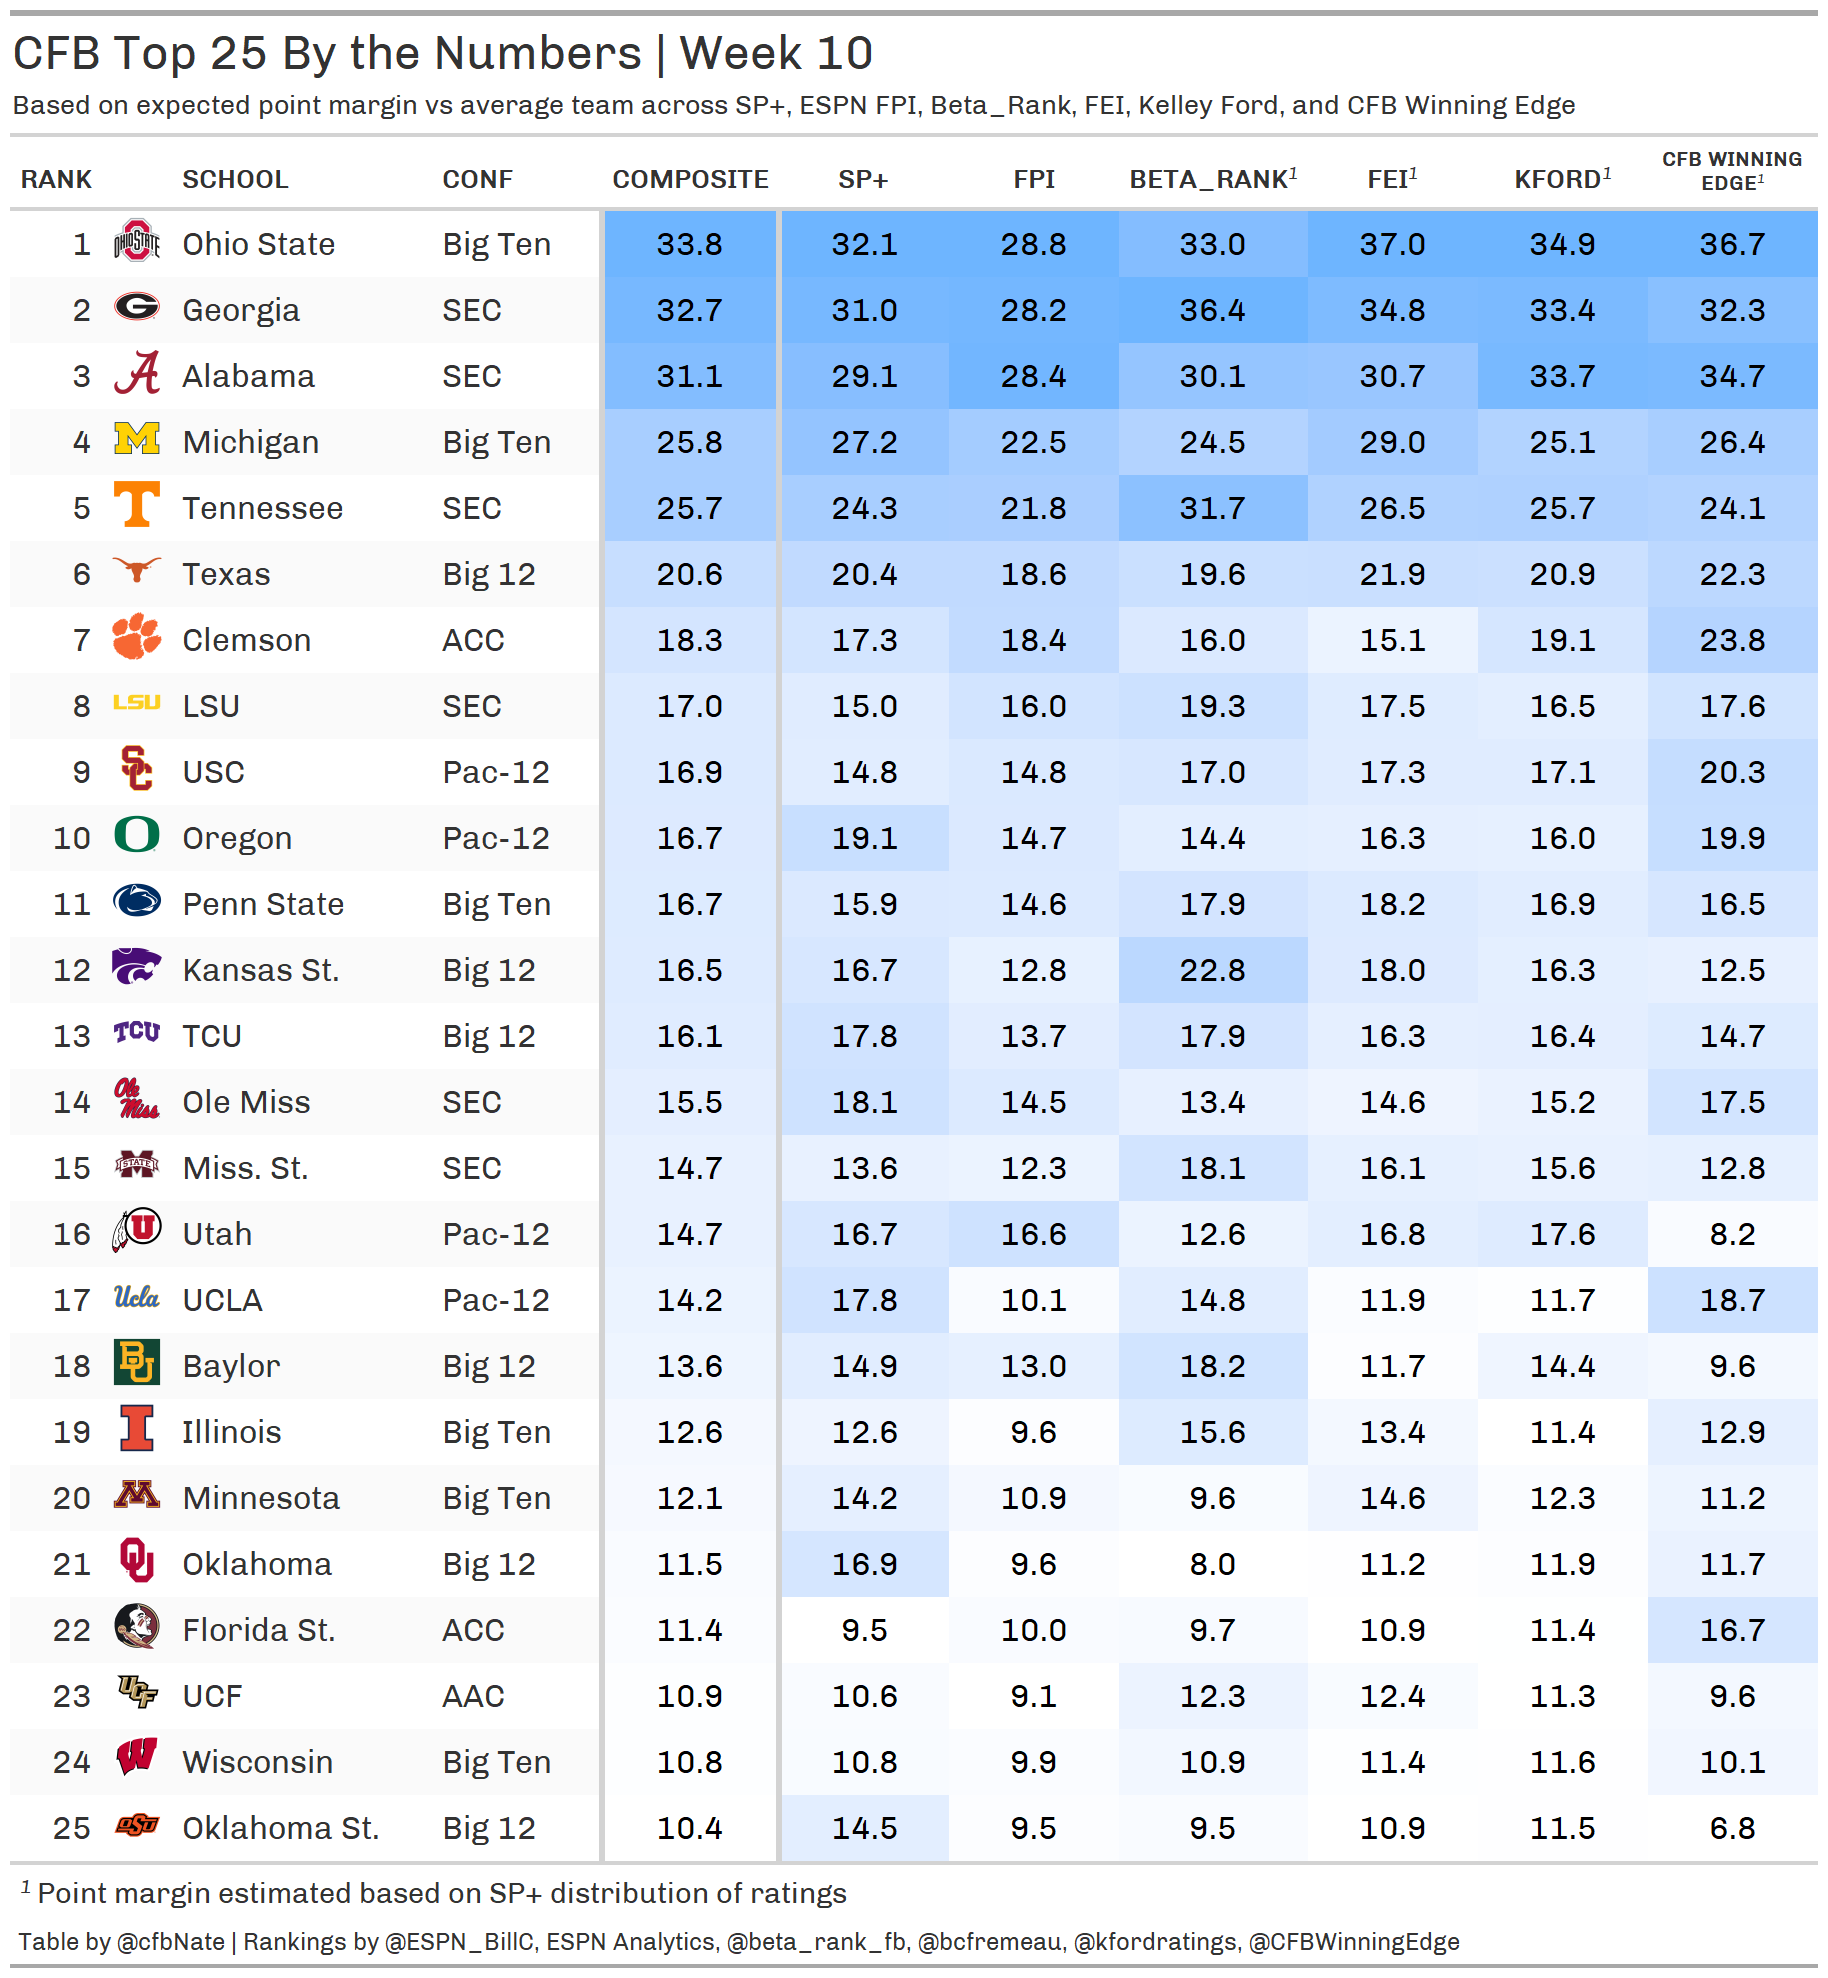 CFB Top 25 By the Numbers | Week 10
Based on expected point margin vs average team across SP+, ESPN FPI, Beta_Rank, FEI, Kelley Ford, and CFB Winning Edge
RANK SCHOOL CONF COMPOSITE SP+ FPI BETA_RANK1 FEI1 KFORD1 CFB WINNING EDGE1
1 OHIO STATE Ohio State Big Ten 33.8 32.1 28.8 33.0 37.0 34.9 36.7
2 G Georgia SEC 32.7 31.0 28.2 36.4 34.8 33.4 32.3
3 A Alabama SEC 31.1 29.1 28.4 30.1 30.7 33.7 34.7
4 M Michigan Big Ten 25.8 27.2 22.5 24.5 29.0 25.1 26.4
5 T Tennessee SEC 25.7 24.3 21.8 31.7 26.5 25.7 24.1
6 Texas Big 12 20.6 20.4 18.6 19.6 21.9 20.9 22.3
7 Clemson ACC 18.3 17.3 18.4 16.0 15.1 19.1 23.8
8 LSU LSU SEC 17.0 15.0 16.0 19.3 17.5 16.5 17.6
9 SC USC Pac-12 16.9 14.8 14.8 17.0 17.3 17.1 20.3
10 O Oregon Pac-12 16.7 19.1 14.7 14.4 16.3 16.0 19.9
11 Penn State Big Ten 16.7 15.9 14.6 17.9 18.2 16.9 16.5
12 Kansas St. Big 12 16.5 16.7 12.8 22.8 18.0 16.3 12.5
13 TCU TCU Big 12 16.1 17.8 13.7 17.9 16.3 16.4 14.7
14 Ole Miss Ole Miss SEC 15.5 18.1 14.5 13.4 14.6 15.2 17.5
15 M STATE Miss. St. SEC 14.7 13.6 12.3 18.1 16.1 15.6 12.8
16 U Utah Pac-12 14.7 16.7 16.6 12.6 16.8 17.6 8.2
17 Ucla UCLA Pac-12 14.2 17.8 10.1 14.8 11.9 11.7 18.7
18 BU Baylor Big 12 13.6 14.9 13.0 18.2 11.7 14.4 9.6
19 I Illinois Big Ten 12.6 12.6 9.6 15.6 13.4 11.4 12.9
20 M Minnesota Big Ten 12.1 14.2 10.9 9.6 14.6 12.3 11.2
21 OU Oklahoma Big 12 11.5 16.9 9.6 8.0 11.2 11.9 11.7
22 Florida St. ACC 11.4 9.5 10.0 9.7 10.9 11.4 16.7
23 UCF UCF AAC 10.9 10.6 9.1 12.3 12.4 11.3 9.6
24 W Wisconsin Big Ten 10.8 10.8 9.9 10.9 11.4 11.6 10.1
25 OSU Oklahoma St. Big 12 10.4 14.5 9.5 9.5 10.9 11.5 6.8
1 Point margin estimated based on SP+ distribution of ratings
Table by @cfbNate | Rankings by @ESPN_BillC, ESPN Analytics, @beta_rank_fb, @bcfremeau, @kfordratings, @CFBWinningEdge